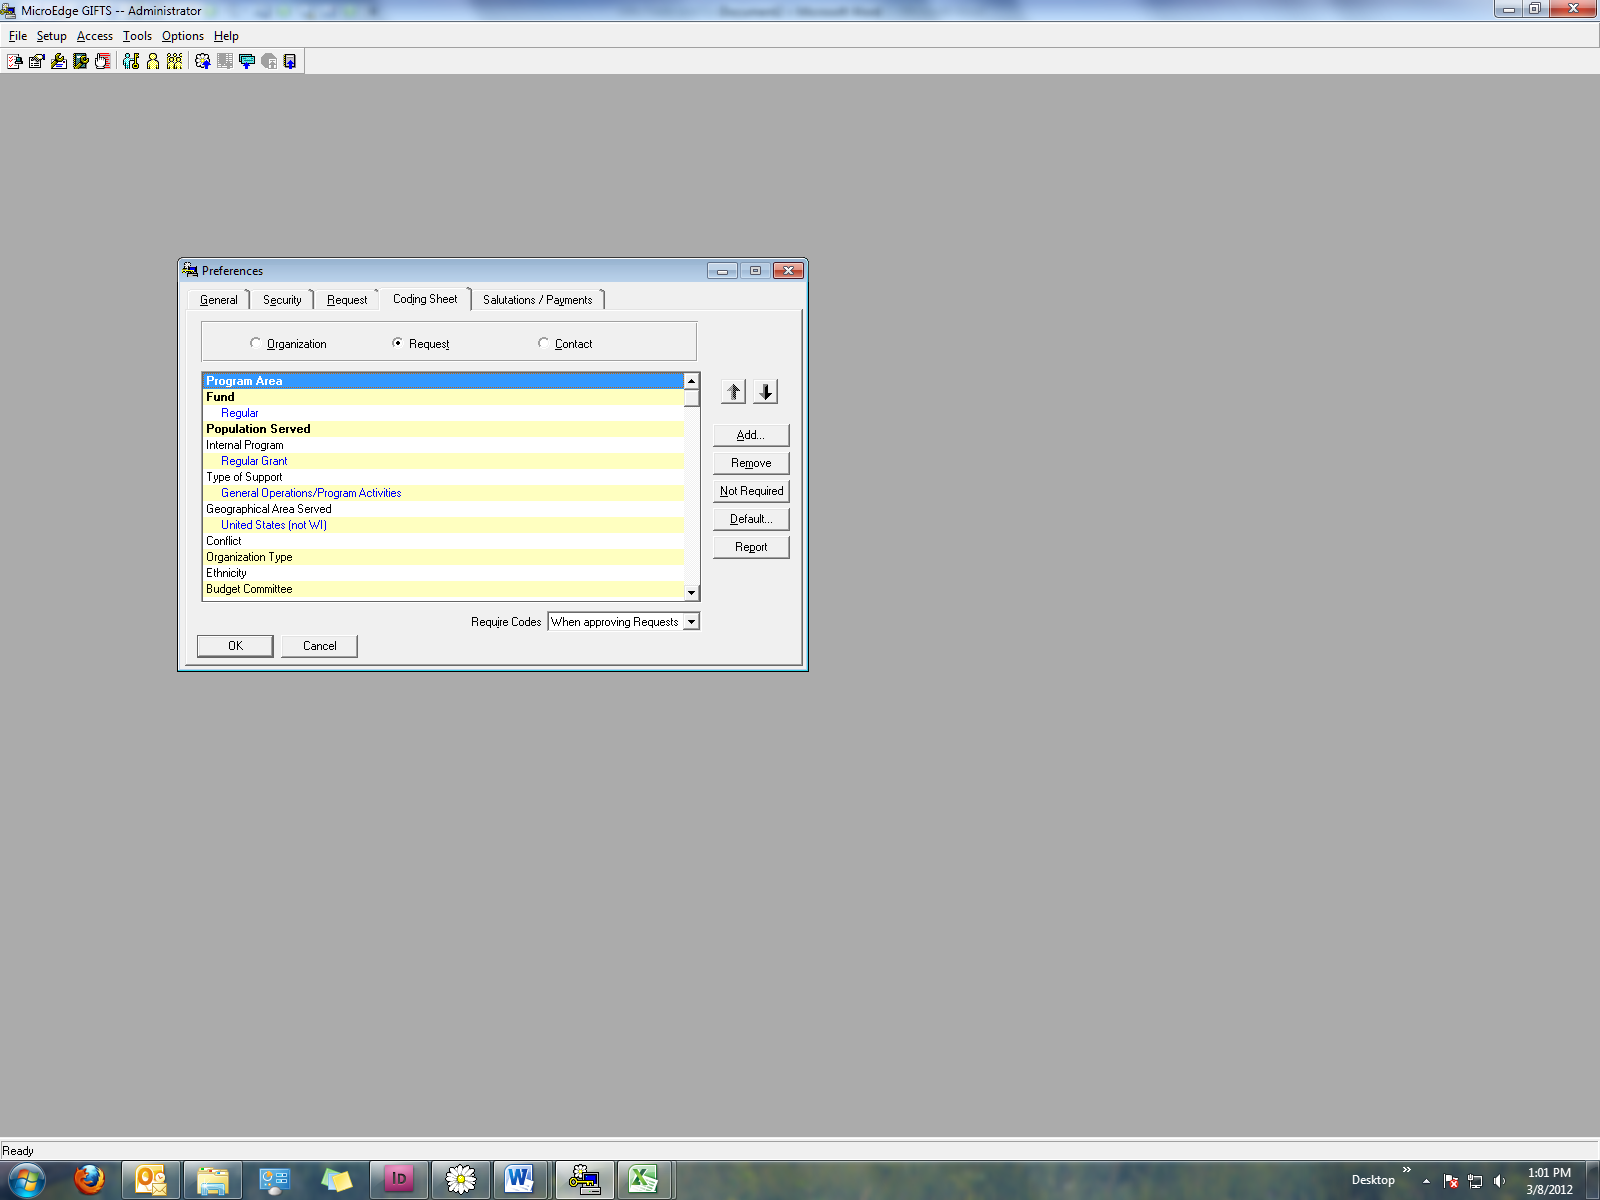 MicroEdge GIFTS -- Administrator
File Setup Access Tools Options Help
Preferences
General Security Request Coding Sheet Salutations / Payments
Organization Request Contact
Program Area
Fund
Regular
Population Served
Internal Program
Regular Grant
Type of Support
General Operations/Program Activities
Geographical Area Served
United States (not WI)
Conflict
Organization Type
Ethnicity
Budget Committee
Add...
Remove
Not Required
Default...
Report
Require Codes When approving Requests
OK Cancel
Ready
Desktop
1:01 PM
3/8/2012